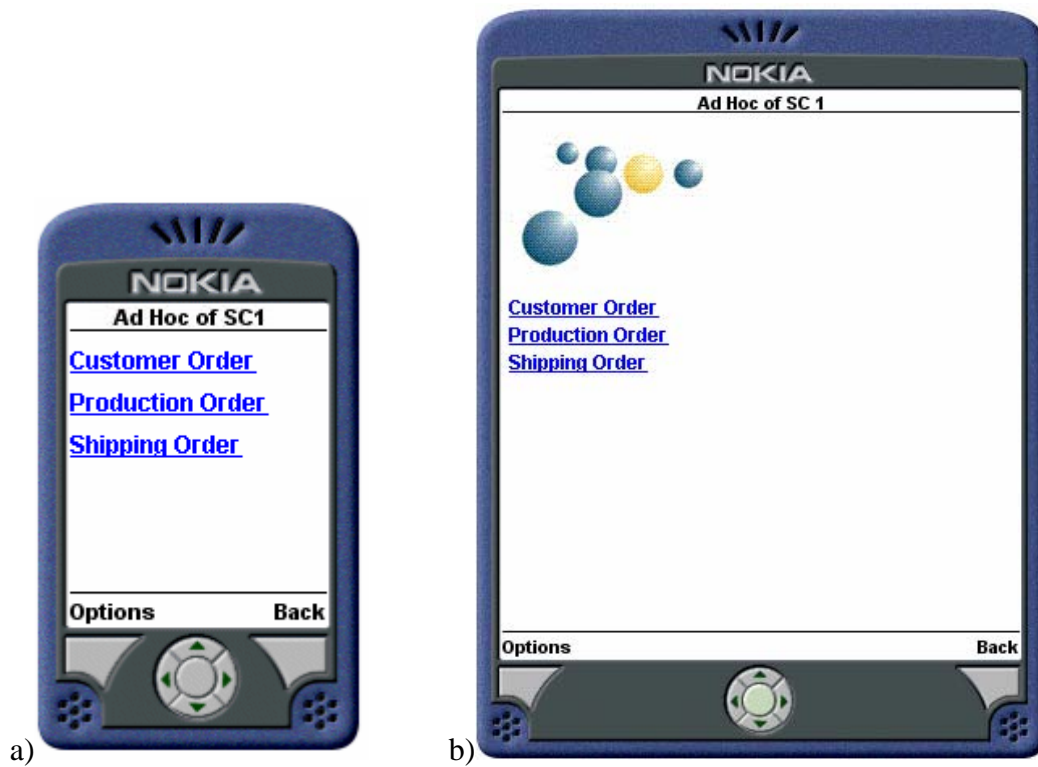 NOKIA
Ad Hoc of SC1
Customer Order
Production Order
Shipping Order
Options Back
a)
NOKIA
Ad Hoc of SC 1
Customer Order
Production Order
Shipping Order
Options Back
b)